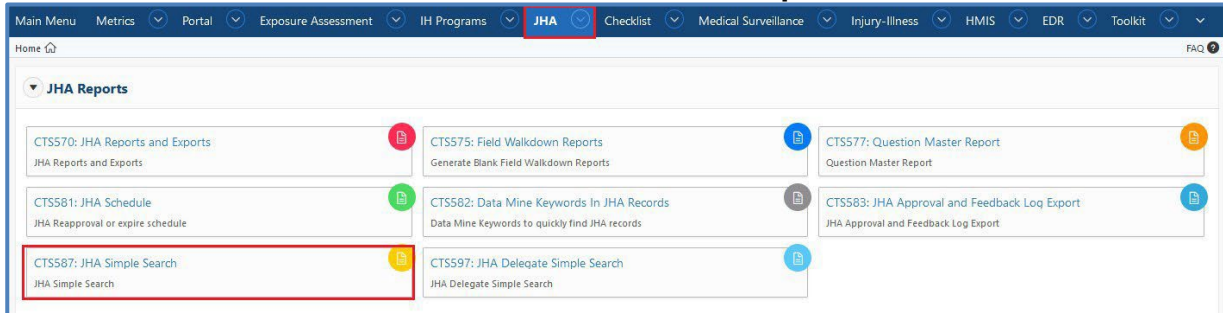 Main Menu Metrics Portal Exposure Assessment IH Programs JHA Checklist Medical Surveillance Injury-Illness HMIS EDR Toolkit
Home FAQ ?
JHA Reports
CTS570: JHA Reports and Exports
JHA Reports and Exports
CTS575: Field Walkdown Reports
Generate Blank Field Walkdown Reports
CTS577: Question Master Report
Question Master Report
CTS581: JHA Schedule
JHA Reapproval or expire schedule
CTS582: Data Mine Keywords In JHA Records
Data Mine Keywords to quickly find JHA records
CTS583: JHA Approval and Feedback Log Export
JHA Approval and Feedback Log Export
CTS587: JHA Simple Search
JHA Simple Search
CTS597: JHA Delegate Simple Search
JHA Delegate Simple Search